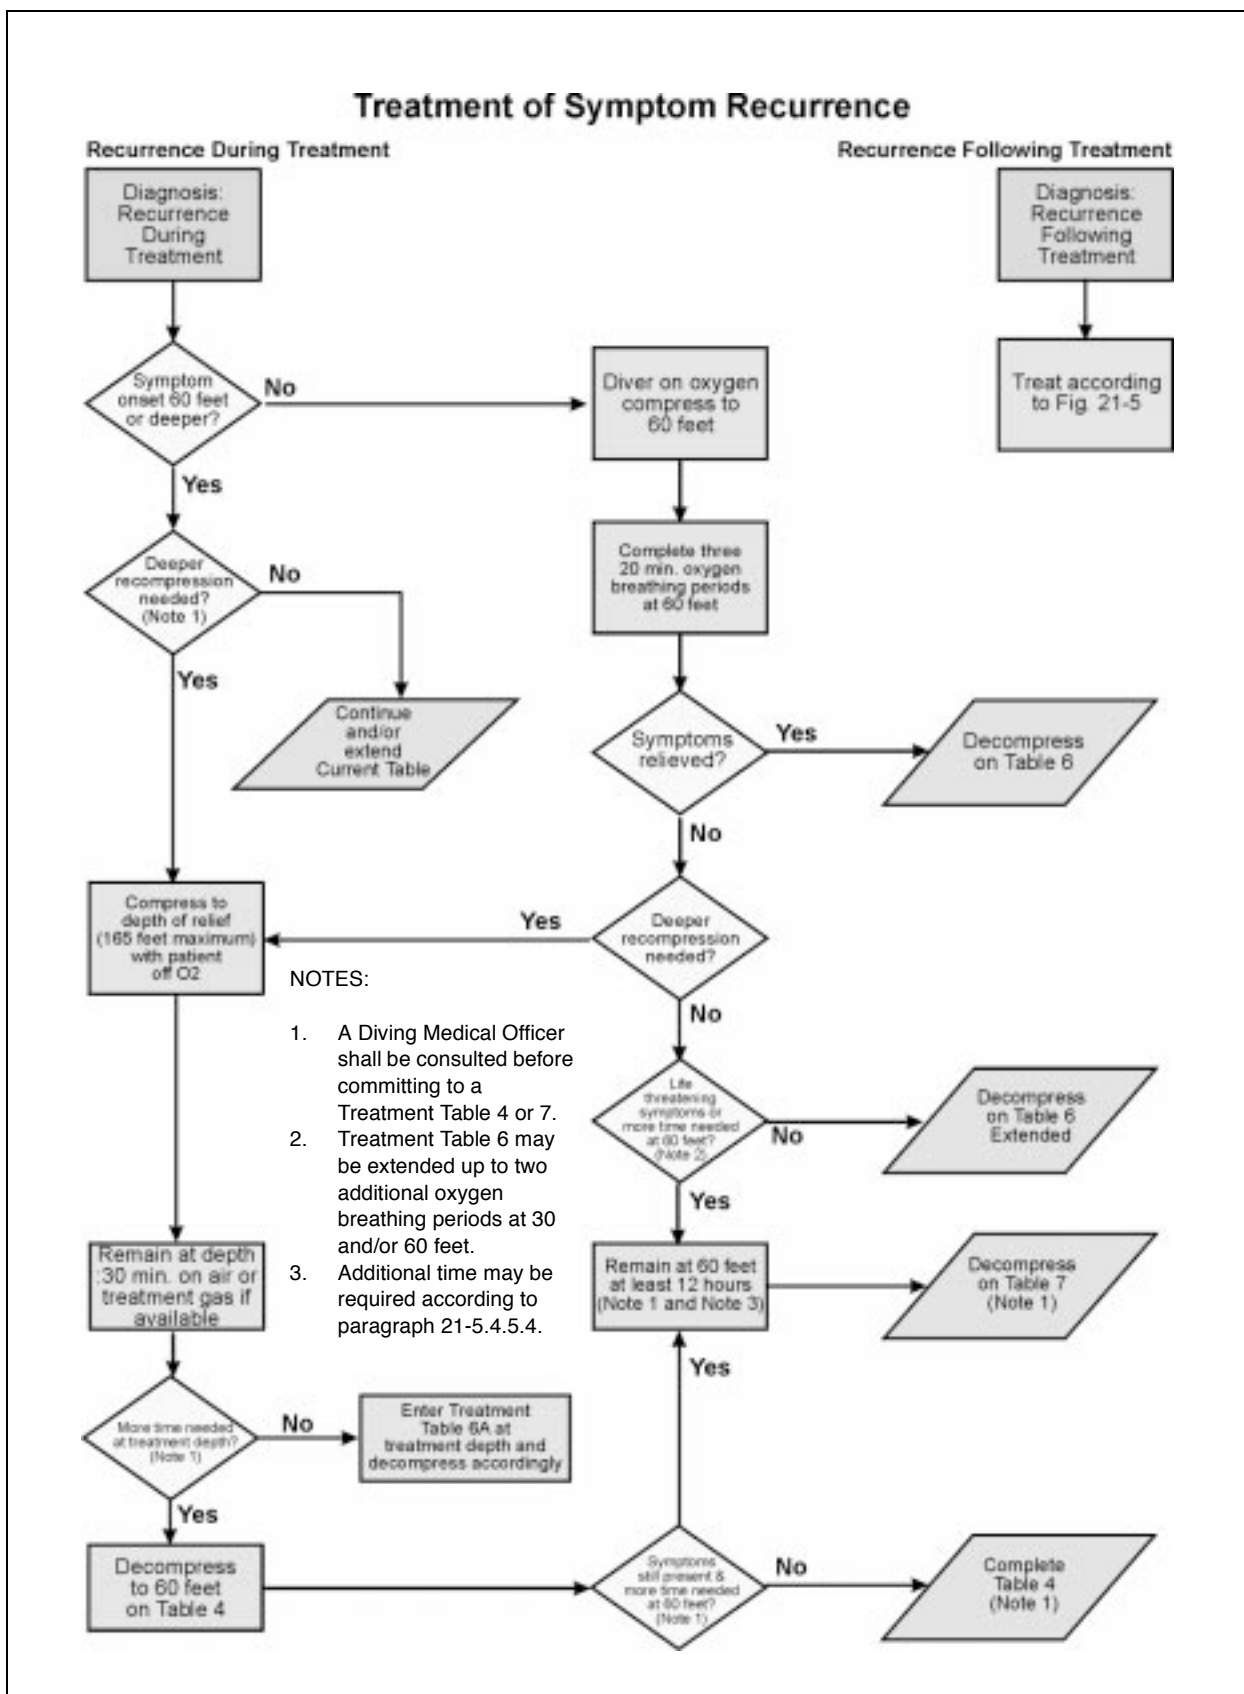 Treatment of Symptom Recurrence
Recurrence During Treatment
Recurrence Following Treatment
Diagnosis:
Recurrence
During
Treatment
Diagnosis:
Recurrence
Following
Treatment
Symptom
onset 60 feet
or deeper?
No
Diver on oxygen
compress to
60 feet
Treat according
to Fig. 21-5
Yes
Deeper
recompression
needed?
(Note 1)
No
Complete three
20 min. oxygen
breathing periods
at 60 feet
Yes
Continue
and/or
extend
Current Table
Symptoms
relieved?
Yes
Decompress
on Table 6
No
Compress to
depth of relief
(165 feet maximum)
with patient
off O2
Yes
Deeper
recompression
needed?
No
NOTES:
1. A Diving Medical Officer
shall be consulted before
committing to a
Treatment Table 4 or 7.
2. Treatment Table 6 may
be extended up to two
additional oxygen
breathing periods at 30
and/or 60 feet.
3. Additional time may be
required according to
paragraph 21-5.4.5.4.
Life
threatening
symptoms or
more time needed
at 60 feet?
(Note 2)
No
Decompress
on Table 6
Extended
Yes
Remain at depth
:30 min. on air or
treatment gas if
available
Remain at 60 feet
at least 12 hours
(Note 1 and Note 3)
Decompress
on Table 7
(Note 1)
Yes
More time needed
at treatment depth?
(Note 1)
No
Enter Treatment
Table 6A at
treatment depth and
decompress accordingly
Yes
Decompress
to 60 feet
on Table 4
Symptoms
still present &
more time needed
at 60 feet?
(Note 1)
No
Complete
Table 4
(Note 1)